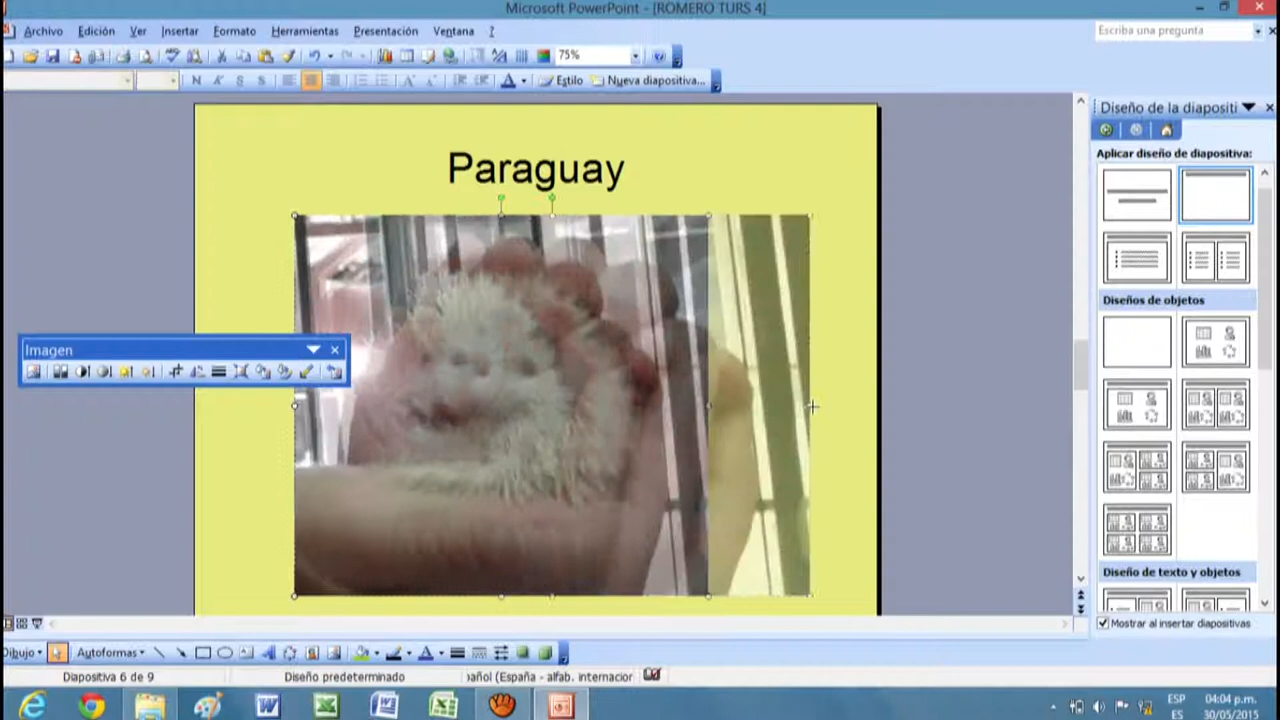 Microsoft PowerPoint - [ROMERO TURS 4]
Archivo Edición Ver Insertar Formato Herramientas Presentación Ventana ?
Escriba una pregunta
75%
N K S S
Estilo Nueva diapositiva...
Diseño de la diapositi
Aplicar diseño de diapositiva:
Paraguay
Imagen
Diseños de objetos
Diseño de texto y objetos
Mostrar al insertar diapositivas
Dibujo Autoformas
Diapositiva 6 de 9 Diseño predeterminado añol (España - alfab. internacior
ESP
ES
04:04 p.m.
30/05/2015